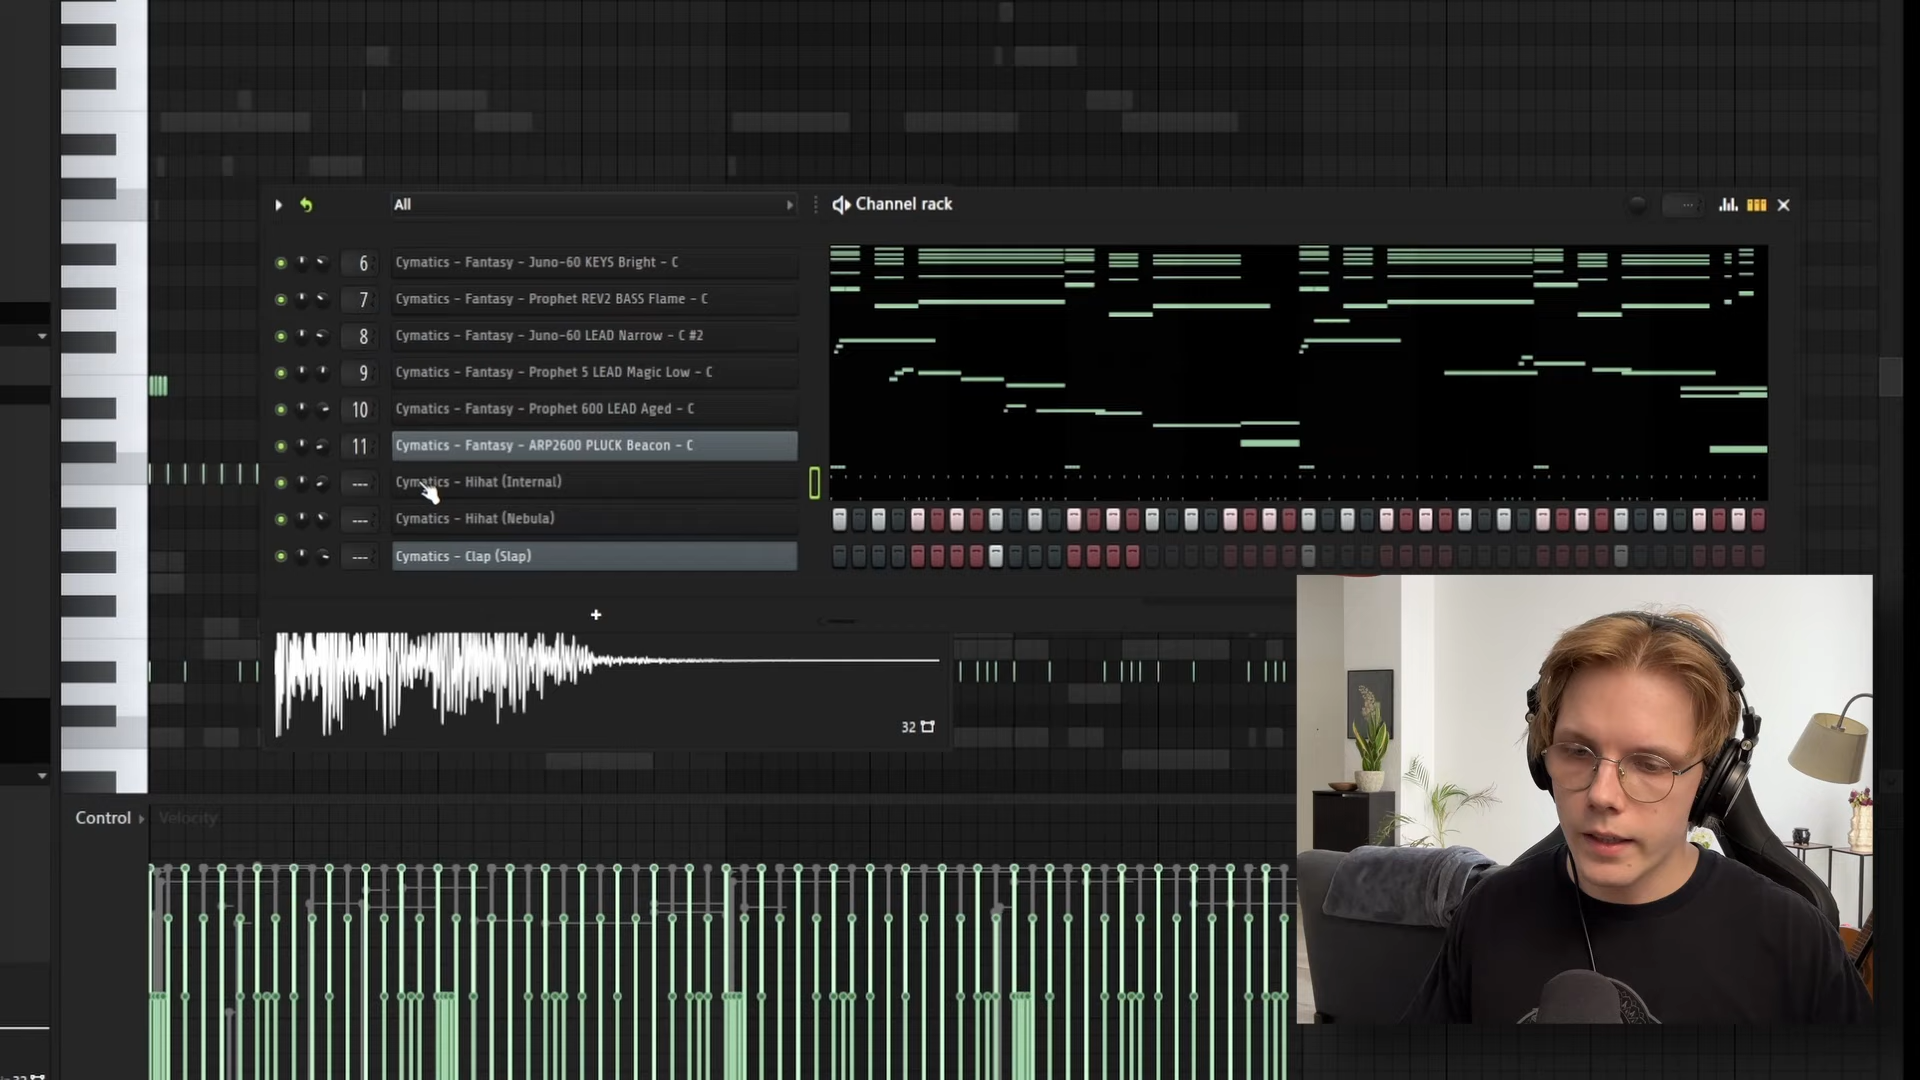 All
Channel rack
6 Cymatics - Fantasy - Juno-60 KEYS Bright - C
7 Cymatics - Fantasy - Prophet REV2 BASS Flame - C
8 Cymatics - Fantasy - Juno-60 LEAD Narrow - C #2
9 Cymatics - Fantasy - Prophet 5 LEAD Magic Low - C
10 Cymatics - Fantasy - Prophet 600 LEAD Aged - C
11 Cymatics - Fantasy - ARP2600 PLUCK Beacon - C
--- Cymatics - Hihat (Internal)
--- Cymatics - Hihat (Nebula)
--- Cymatics - Clap (Slap)
+
32
Control
Velocity